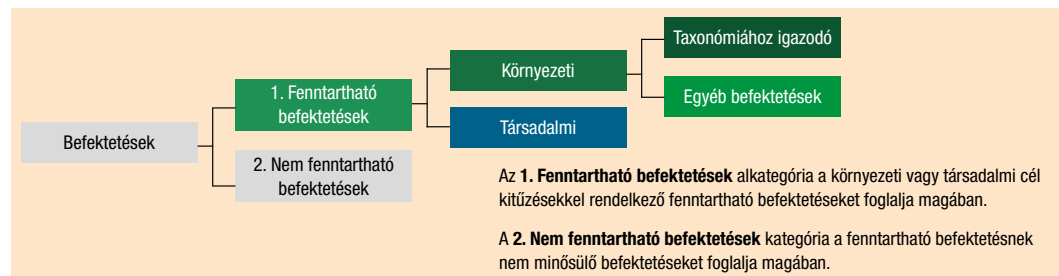 Befektetések
1. Fenntartható
befektetések
2. Nem fenntartható
befektetések
Környezeti
Társadalmi
Taxonómiához igazodó
Egyéb befektetések
Az 1. Fenntartható befektetések alkategória a környezeti vagy társadalmi cél
kitűzésekkel rendelkező fenntartható befektetéseket foglalja magában.
A 2. Nem fenntartható befektetések kategória a fenntartható befektetésnek
nem minősülő befektetéseket foglalja magában.